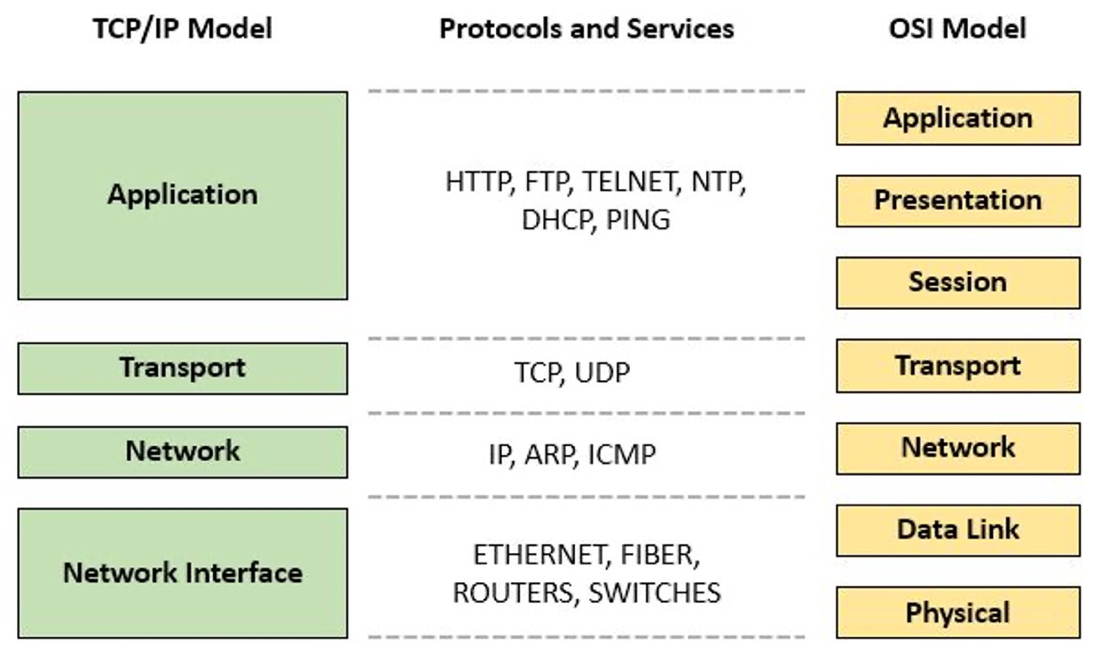 TCP/IP Model
Protocols and Services
OSI Model
Application
HTTP, FTP, TELNET, NTP,
DHCP, PING
Application
Presentation
Session
Transport
TCP, UDP
Transport
Network
IP, ARP, ICMP
Network
Network Interface
ETHERNET, FIBER,
ROUTERS, SWITCHES
Data Link
Physical